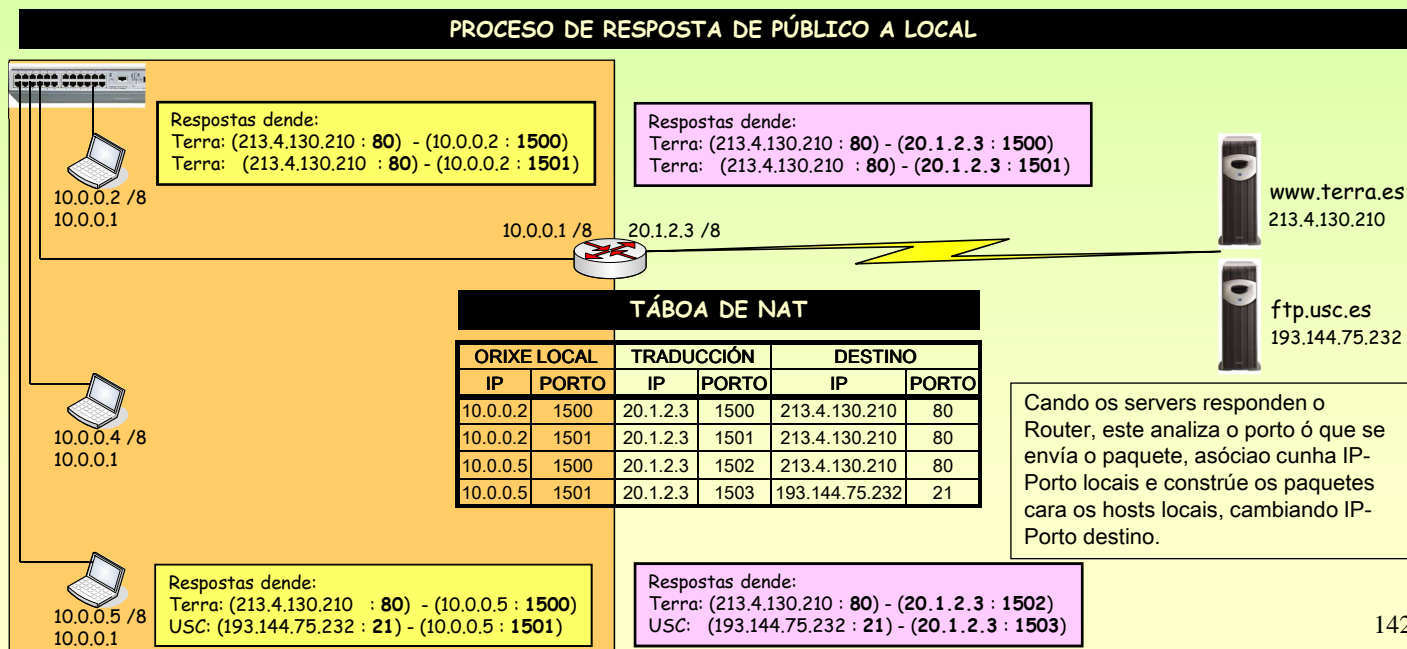 PROCESO DE RESPOSTA DE PÚBLICO A LOCAL
Respostas dende:
Terra: (213.4.130.210 : 80) - (10.0.0.2 : 1500)
Terra: (213.4.130.210 : 80) - (10.0.0.2 : 1501)
Respostas dende:
Terra: (213.4.130.210 : 80) - (20.1.2.3 : 1500)
Terra: (213.4.130.210 : 80) - (20.1.2.3 : 1501)
10.0.0.2 /8
10.0.0.1
www.terra.es
213.4.130.210
10.0.0.1 /8
20.1.2.3 /8
ftp.usc.es
193.144.75.232
TÁBOA DE NAT
ORIXE LOCAL TRADUCCIÓN DESTINO
IP PORTO IP PORTO IP PORTO
10.0.0.2 1500 20.1.2.3 1500 213.4.130.210 80
10.0.0.2 1501 20.1.2.3 1501 213.4.130.210 80
10.0.0.5 1500 20.1.2.3 1502 213.4.130.210 80
10.0.0.5 1501 20.1.2.3 1503 193.144.75.232 21
10.0.0.4 /8
10.0.0.1
Cando os servers responden o
Router, este analiza o porto ó que se
envía o paquete, asóciao cunha IP-
Porto locais e constrúe os paquetes
cara os hosts locais, cambiando IP-
Porto destino.
10.0.0.5 /8
10.0.0.1
Respostas dende:
Terra: (213.4.130.210 : 80) - (10.0.0.5 : 1500)
USC: (193.144.75.232 : 21) - (10.0.0.5 : 1501)
Respostas dende:
Terra: (213.4.130.210 : 80) - (20.1.2.3 : 1502)
USC: (193.144.75.232 : 21) - (20.1.2.3 : 1503)
142